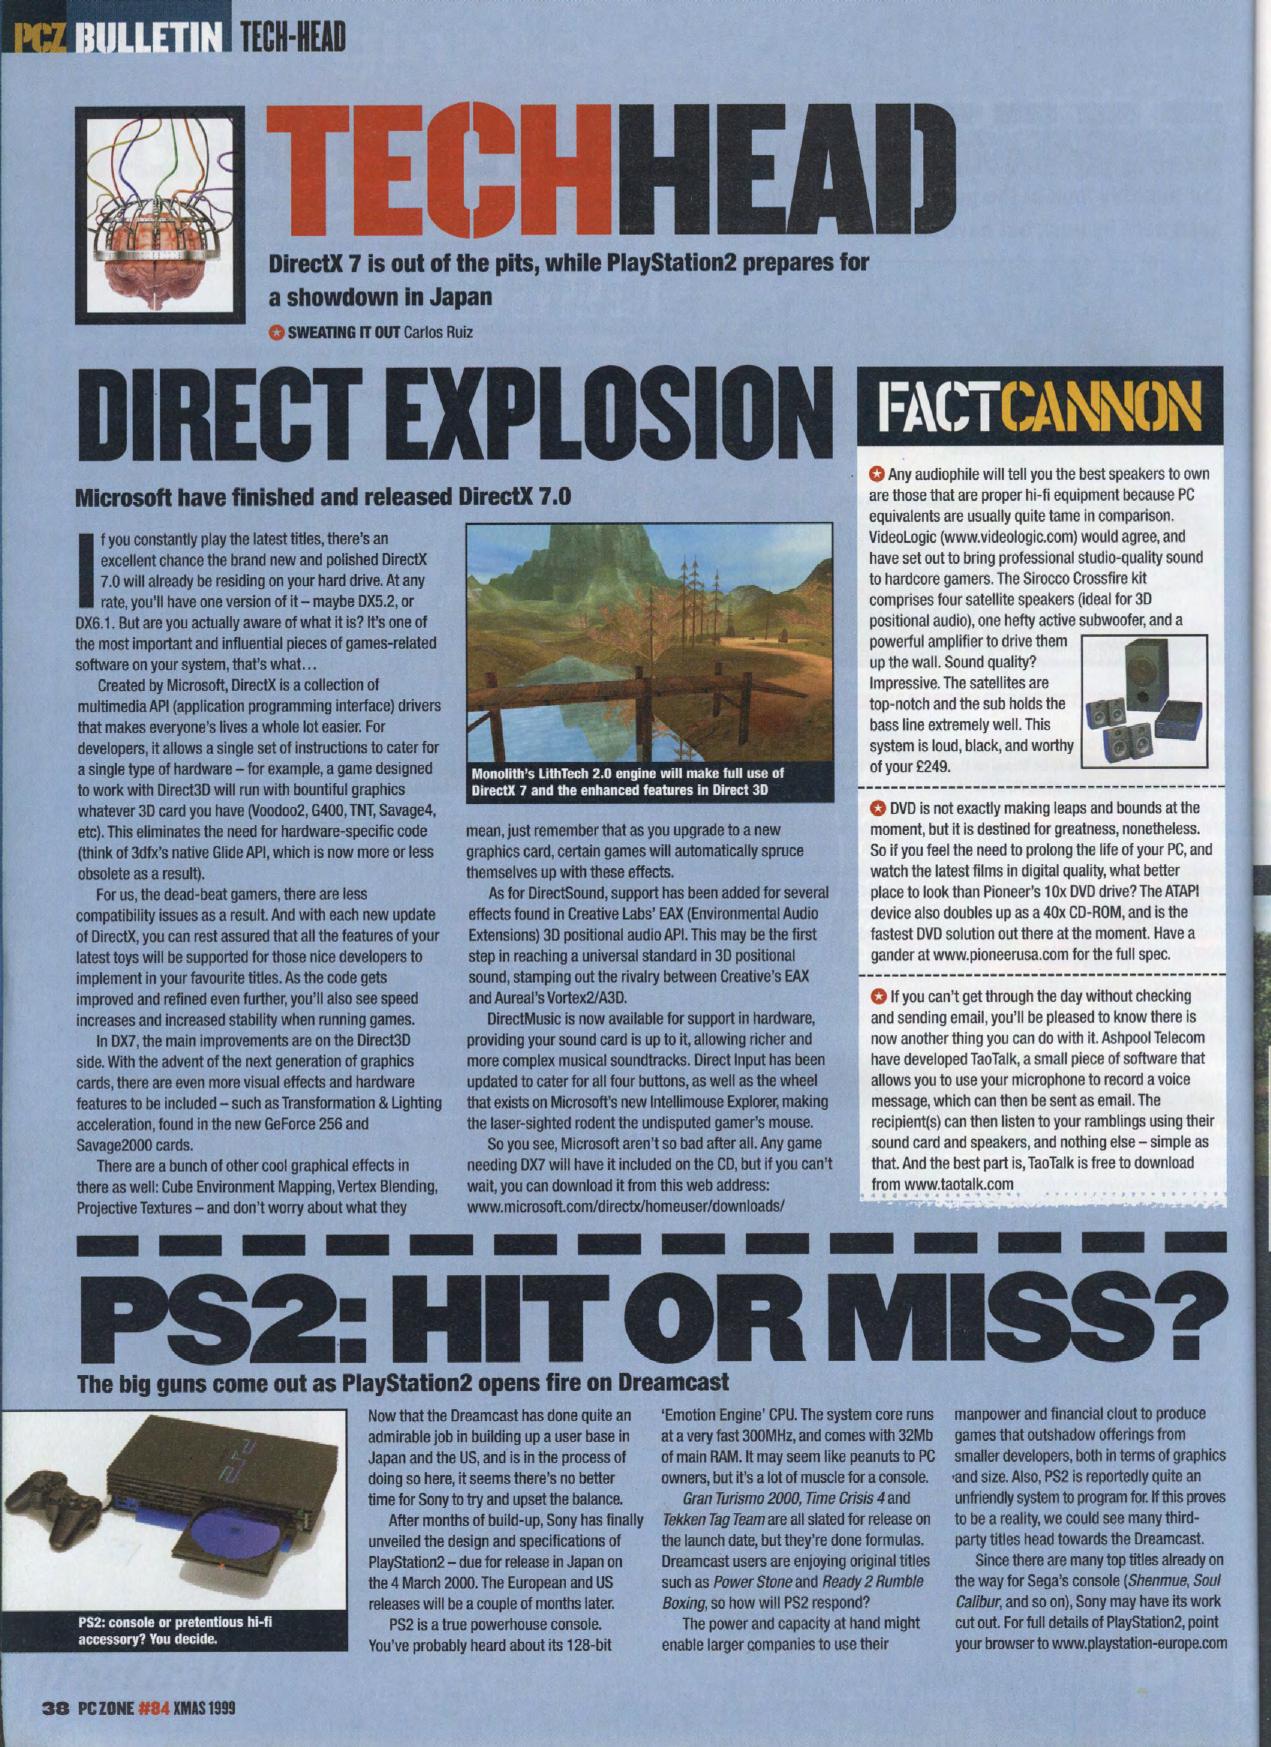 PCZ BULLETIN TECH-HEAD
TECHHEAD
DirectX 7 is out of the pits, while PlayStation2 prepares for
a showdown in Japan
SWEATING IT OUT Carlos Ruiz
DIRECT EXPLOSION
Microsoft have finished and released DirectX 7.0
If you constantly play the latest titles, there's an
excellent chance the brand new and polished DirectX
7.0 will already be residing on your hard drive. At any
rate, you'll have one version of it – maybe DX5.2, or
DX6.1. But are you actually aware of what it is? It's one of
the most important and influential pieces of games-related
software on your system, that's what...
Created by Microsoft, DirectX is a collection of
multimedia API (application programming interface) drivers
that makes everyone's lives a whole lot easier. For
developers, it allows a single set of instructions to cater for
a single type of hardware – for example, a game designed
to work with Direct3D will run with bountiful graphics
whatever 3D card you have (Voodoo2, G400, TNT, Savage4,
etc). This eliminates the need for hardware-specific code
(think of 3dfx's native Glide API, which is now more or less
obsolete as a result).
For us, the dead-beat gamers, there are less
compatibility issues as a result. And with each new update
of DirectX, you can rest assured that all the features of your
latest toys will be supported for those nice developers to
implement in your favourite titles. As the code gets
improved and refined even further, you'll also see speed
increases and increased stability when running games.
In DX7, the main improvements are on the Direct3D
side. With the advent of the next generation of graphics
cards, there are even more visual effects and hardware
features to be included – such as Transformation & Lighting
acceleration, found in the new GeForce 256 and
Savage2000 cards.
There are a bunch of other cool graphical effects in
there as well: Cube Environment Mapping, Vertex Blending,
Projective Textures – and don't worry about what they
Monolith's LithTech 2.0 engine will make full use of
DirectX 7 and the enhanced features in Direct 3D
mean, just remember that as you upgrade to a new
graphics card, certain games will automatically spruce
themselves up with these effects.
As for DirectSound, support has been added for several
effects found in Creative Labs' EAX (Environmental Audio
Extensions) 3D positional audio API. This may be the first
step in reaching a universal standard in 3D positional
sound, stamping out the rivalry between Creative's EAX
and Aureal's Vortex2/A3D.
DirectMusic is now available for support in hardware,
providing your sound card is up to it, allowing richer and
more complex musical soundtracks. Direct Input has been
updated to cater for all four buttons, as well as the wheel
that exists on Microsoft's new Intellimouse Explorer, making
the laser-sighted rodent the undisputed gamer's mouse.
So you see, Microsoft aren't so bad after all. Any game
needing DX7 will have it included on the CD, but if you can't
wait, you can download it from this web address:
www.microsoft.com/directx/homeuser/downloads/
FACTCANNON
Any audiophile will tell you the best speakers to own
are those that are proper hi-fi equipment because PC
equivalents are usually quite tame in comparison.
VideoLogic (www.videologic.com) would agree, and
have set out to bring professional studio-quality sound
to hardcore gamers. The Sirocco Crossfire kit
comprises four satellite speakers (ideal for 3D
positional audio), one hefty active subwoofer, and a
powerful amplifier to drive them
up the wall. Sound quality?
Impressive. The satellites are
top-notch and the sub holds the
bass line extremely well. This
system is loud, black, and worthy
of your £249.
DVD is not exactly making leaps and bounds at the
moment, but it is destined for greatness, nonetheless.
So if you feel the need to prolong the life of your PC, and
watch the latest films in digital quality, what better
place to look than Pioneer's 10x DVD drive? The ATAPI
device also doubles up as a 40x CD-ROM, and is the
fastest DVD solution out there at the moment. Have a
gander at www.pioneerusa.com for the full spec.
If you can't get through the day without checking
and sending email, you'll be pleased to know there is
now another thing you can do with it. Ashpool Telecom
have developed TaoTalk, a small piece of software that
allows you to use your microphone to record a voice
message, which can then be sent as email. The
recipient(s) can then listen to your ramblings using their
sound card and speakers, and nothing else – simple as
that. And the best part is, TaoTalk is free to download
from www.taotalk.com
PS2: HIT OR MISS?
The big guns come out as PlayStation2 opens fire on Dreamcast
PS2: console or pretentious hi-fi
accessory? You decide.
Now that the Dreamcast has done quite an
admirable job in building up a user base in
Japan and the US, and is in the process of
doing so here, it seems there's no better
time for Sony to try and upset the balance.
After months of build-up, Sony has finally
unveiled the design and specifications of
PlayStation2 – due for release in Japan on
the 4 March 2000. The European and US
releases will be a couple of months later.
PS2 is a true powerhouse console.
You've probably heard about its 128-bit
'Emotion Engine' CPU. The system core runs
at a very fast 300MHz, and comes with 32Mb
of main RAM. It may seem like peanuts to PC
owners, but it's a lot of muscle for a console.
Gran Turismo 2000, Time Crisis 4 and
Tekken Tag Team are all slated for release on
the launch date, but they're done formulas.
Dreamcast users are enjoying original titles
such as Power Stone and Ready 2 Rumble
Boxing, so how will PS2 respond?
The power and capacity at hand might
enable larger companies to use their
manpower and financial clout to produce
games that outshadow offerings from
smaller developers, both in terms of graphics
and size. Also, PS2 is reportedly quite an
unfriendly system to program for. If this proves
to be a reality, we could see many third-
party titles head towards the Dreamcast.
Since there are many top titles already on
the way for Sega's console (Shenmue, Soul
Calibur, and so on), Sony may have its work
cut out. For full details of PlayStation2, point
your browser to www.playstation-europe.com
38 PC ZONE #84 XMAS 1999